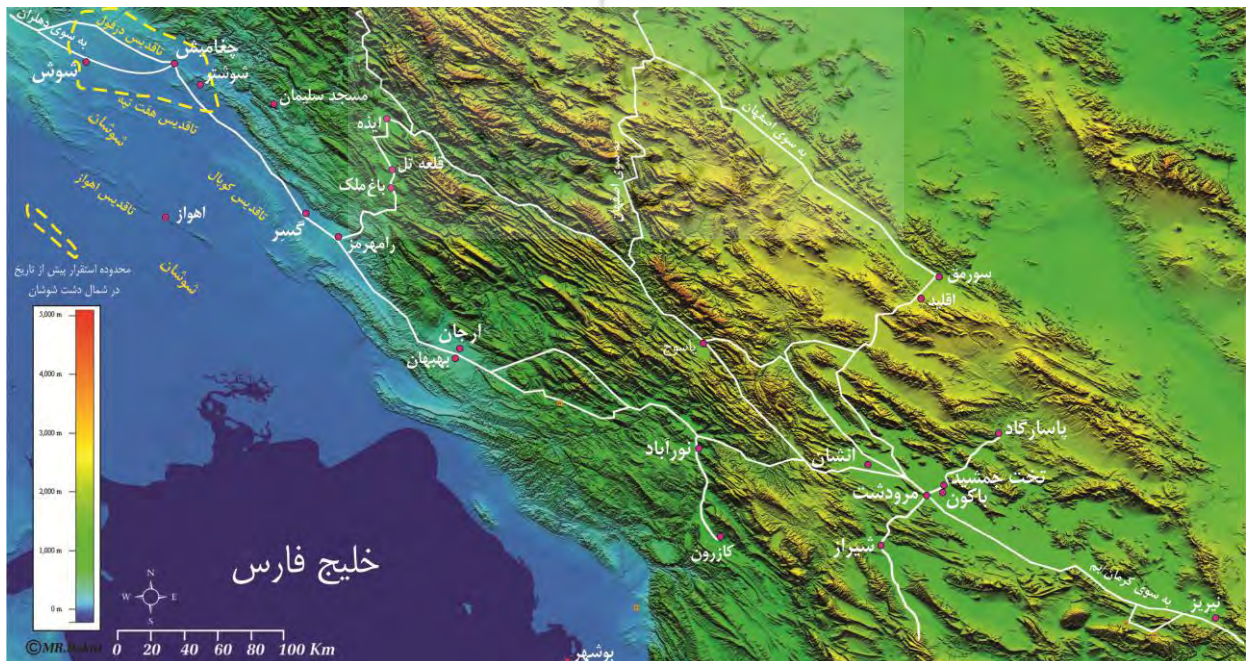 به سوی دهلران
تاقدیس دزفول
چغامیش
شوش
شوشتر
تاقدیس هفت تپه
مسجد سلیمان
ایذه
به سوی اصفهان
به سوی اصفهان
شوشان
قلعه تل
باغ‌ملک
تاقدیس اهواز
تاقدیس کوپال
اهواز
گسِر
رامهرمز
محدوده استقرار پیش از تاریخ
در شمال دشت شوشان
شوشان
سورمق
اقلید
5,000 m
4,000 m
3,000 m
2,000 m
1,000 m
0 m
ارجان
بهبهان
یاسوج
پاسارگاد
نورآباد
انشان
تخت جمشید
باکون
مرودشت
شیراز
کازرون
خلیج فارس
به سوی کرمان بم
نیریز
N
W E
S
0 20 40 60 80 100 Km
بوشهر